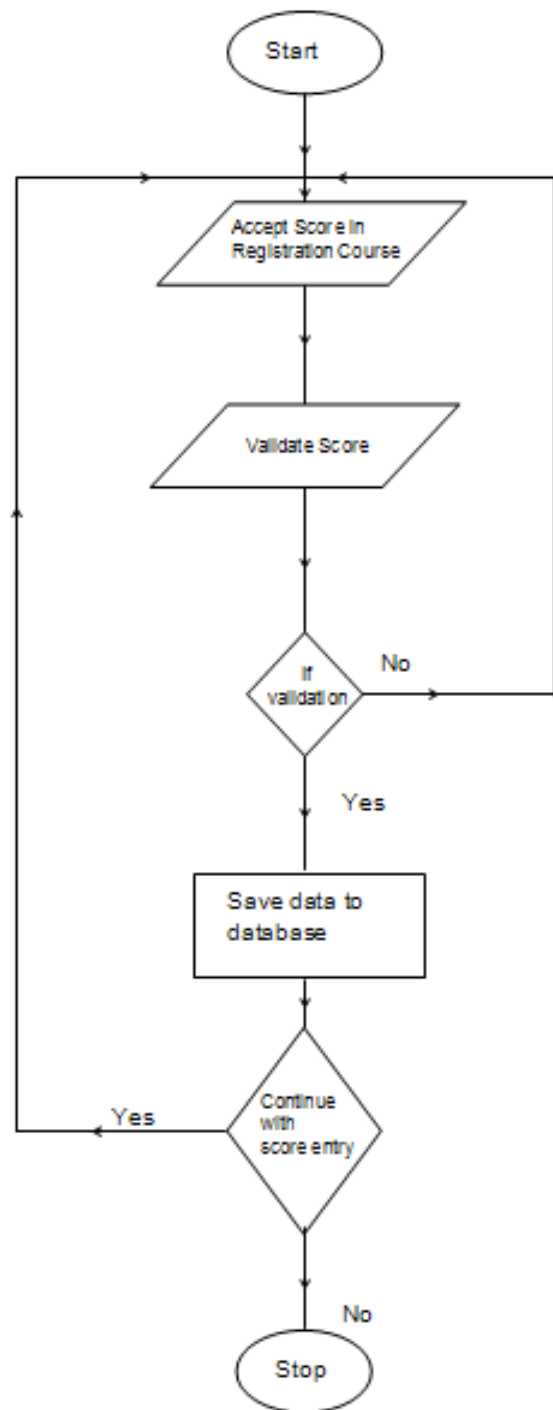 Start
Accept Score in
Registration Course
Validate Score
If
validation
No
Yes
Save data to
database
Continue
with
score entry
Yes
No
Stop